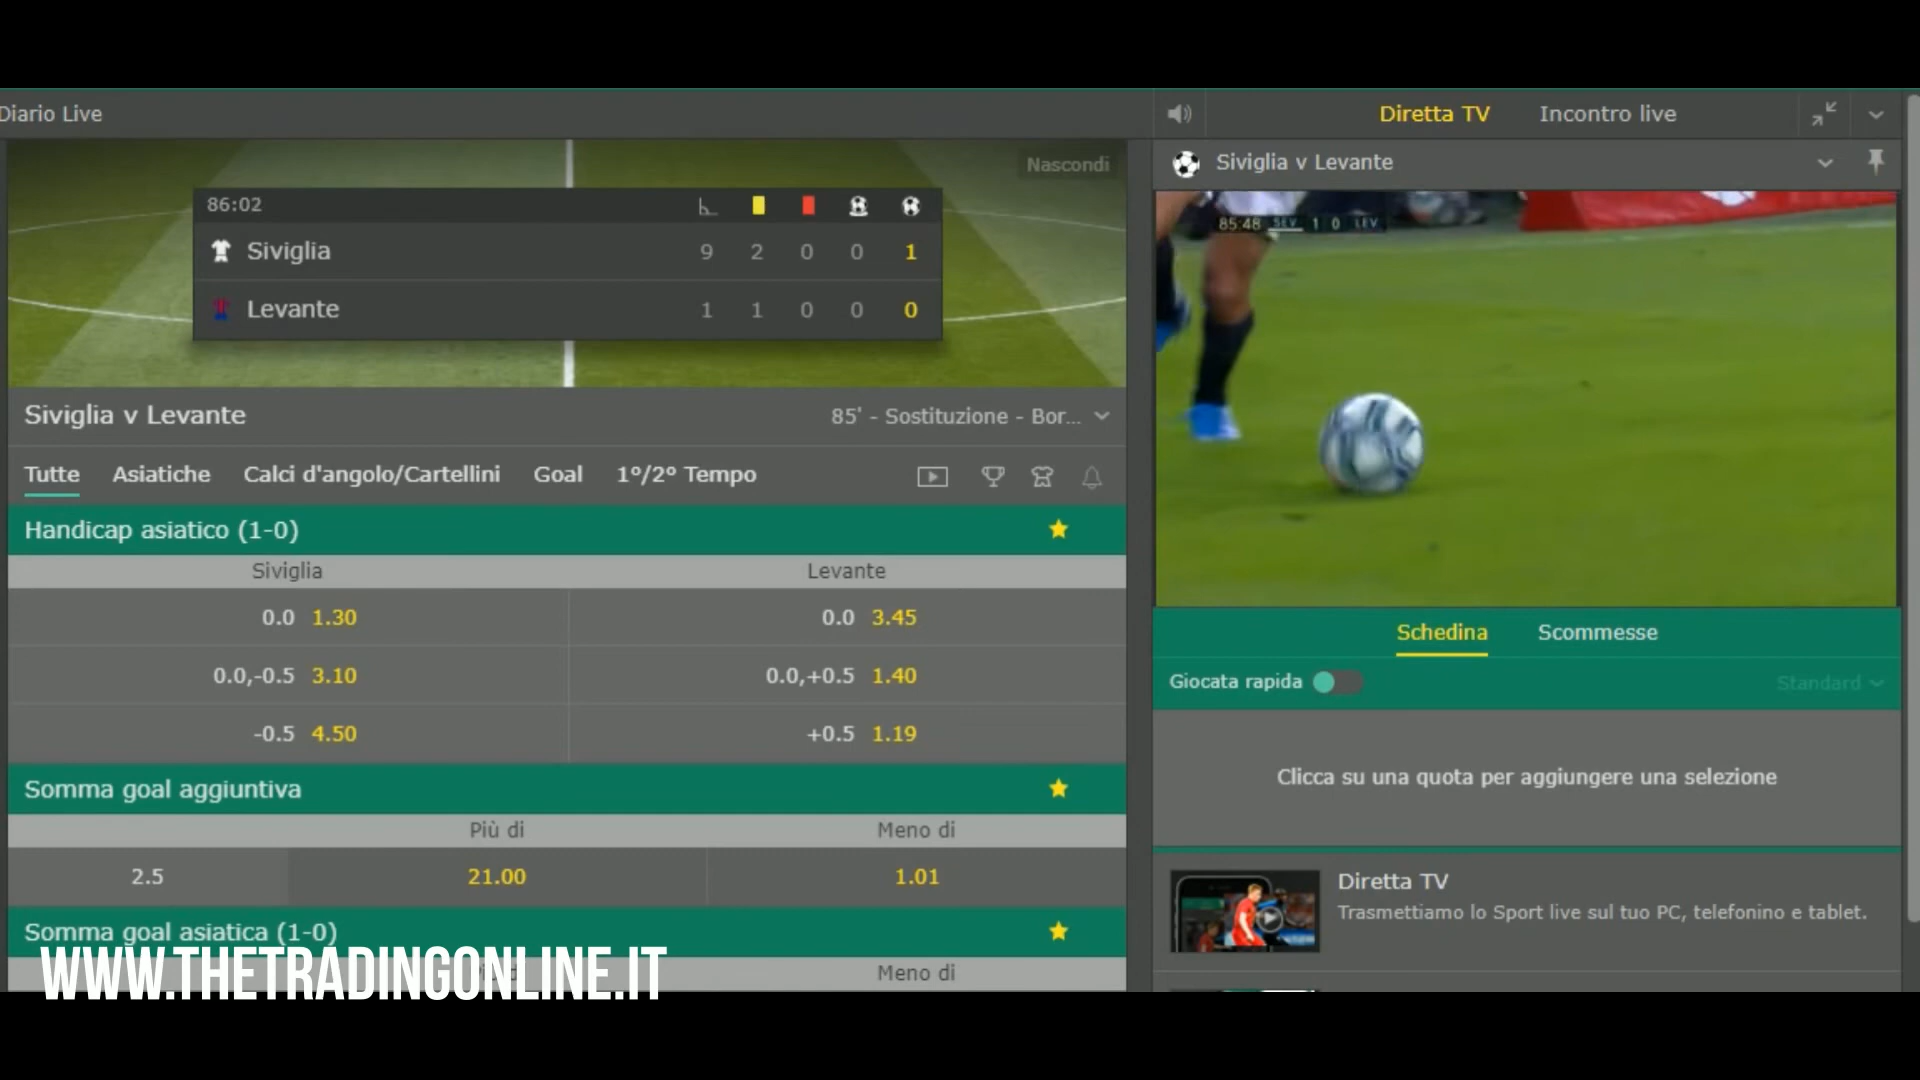 Diario Live
Diretta TV
Incontro live
Nascondi
Siviglia v Levante
86:02
Siviglia 9 2 0 0 1
Levante 1 1 0 0 0
85:48 SEV 1 0 LEV
Siviglia v Levante
85' - Sostituzione - Bor...
Tutte Asiatiche Calci d'angolo/Cartellini Goal 1°/2° Tempo
Handicap asiatico (1-0)
Siviglia Levante
0.0 1.30 0.0 3.45
0.0,-0.5 3.10 0.0,+0.5 1.40
-0.5 4.50 +0.5 1.19
Somma goal aggiuntiva
Più di Meno di
2.5 21.00 1.01
Somma goal asiatica (1-0)
Meno di
Schedina Scommesse
Giocata rapida
Standard
Clicca su una quota per aggiungere una selezione
Diretta TV
Trasmettiamo lo Sport live sul tuo PC, telefonino e tablet.
WWW.THETRADINGONLINE.IT